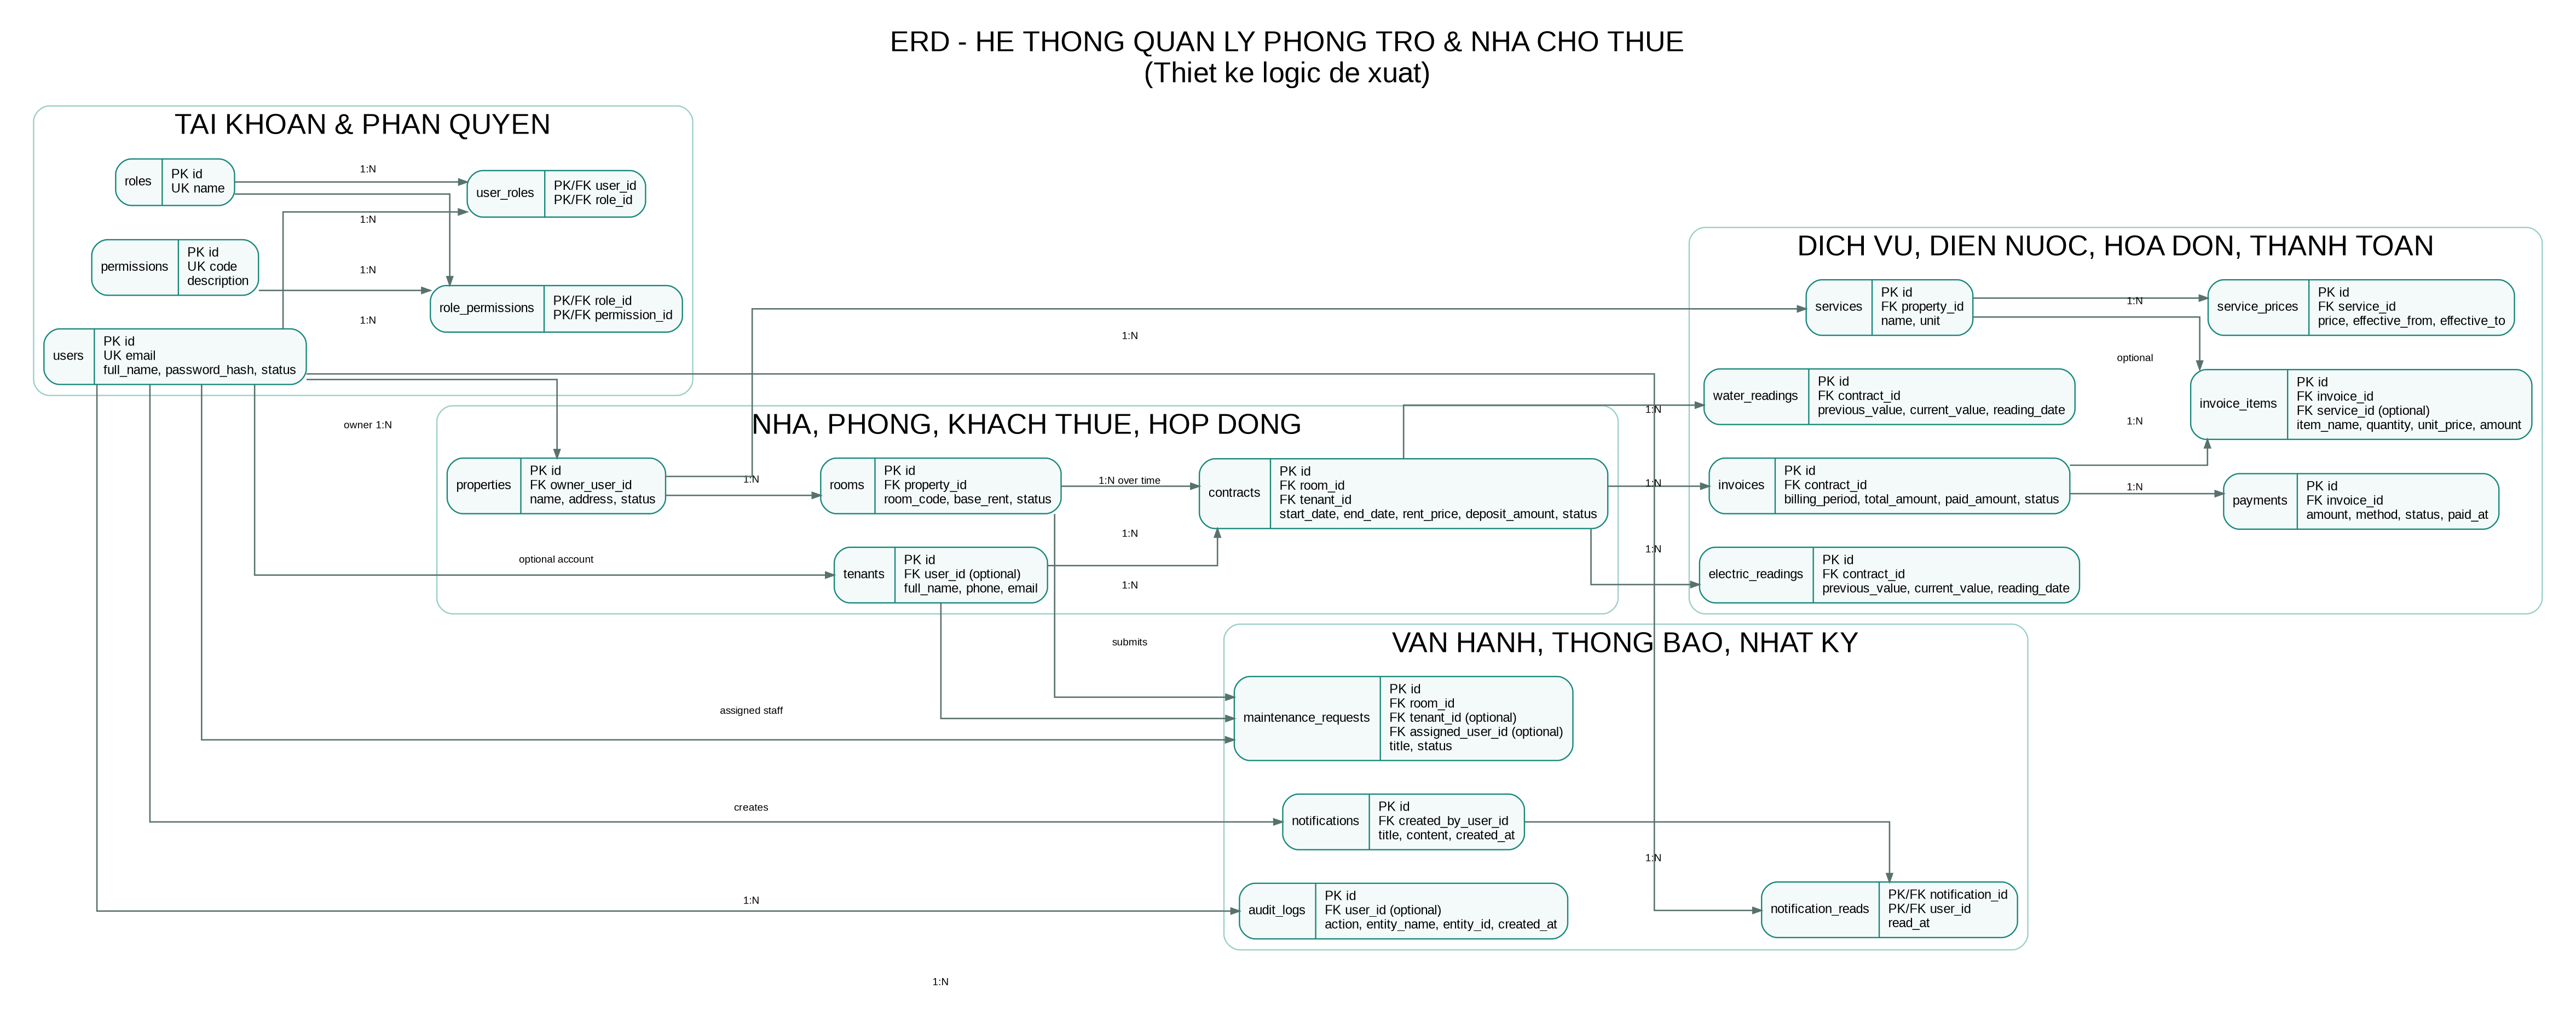 ERD - HE THONG QUAN LY PHONG TRO & NHA CHO THUE
(Thiet ke logic de xuat)
TAI KHOAN & PHAN QUYEN
roles
PK id
UK name
1:N
user_roles
PK/FK user_id
PK/FK role_id
1:N
permissions
PK id
UK code
description
1:N
role_permissions
PK/FK role_id
PK/FK permission_id
1:N
users
PK id
UK email
full_name, password_hash, status
owner 1:N
1:N
NHA, PHONG, KHACH THUE, HOP DONG
properties
PK id
FK owner_user_id
name, address, status
1:N
rooms
PK id
FK property_id
room_code, base_rent, status
1:N over time
contracts
PK id
FK room_id
FK tenant_id
start_date, end_date, rent_price, deposit_amount, status
1:N
optional account
tenants
PK id
FK user_id (optional)
full_name, phone, email
1:N
1:N
1:N
1:N
DICH VU, DIEN NUOC, HOA DON, THANH TOAN
services
PK id
FK property_id
name, unit
1:N
service_prices
PK id
FK service_id
price, effective_from, effective_to
optional
water_readings
PK id
FK contract_id
previous_value, current_value, reading_date
invoice_items
PK id
FK invoice_id
FK service_id (optional)
item_name, quantity, unit_price, amount
1:N
invoices
PK id
FK contract_id
billing_period, total_amount, paid_amount, status
1:N
payments
PK id
FK invoice_id
amount, method, status, paid_at
electric_readings
PK id
FK contract_id
previous_value, current_value, reading_date
submits
VAN HANH, THONG BAO, NHAT KY
assigned staff
maintenance_requests
PK id
FK room_id
FK tenant_id (optional)
FK assigned_user_id (optional)
title, status
creates
notifications
PK id
FK created_by_user_id
title, content, created_at
1:N
1:N
audit_logs
PK id
FK user_id (optional)
action, entity_name, entity_id, created_at
notification_reads
PK/FK notification_id
PK/FK user_id
read_at
1:N